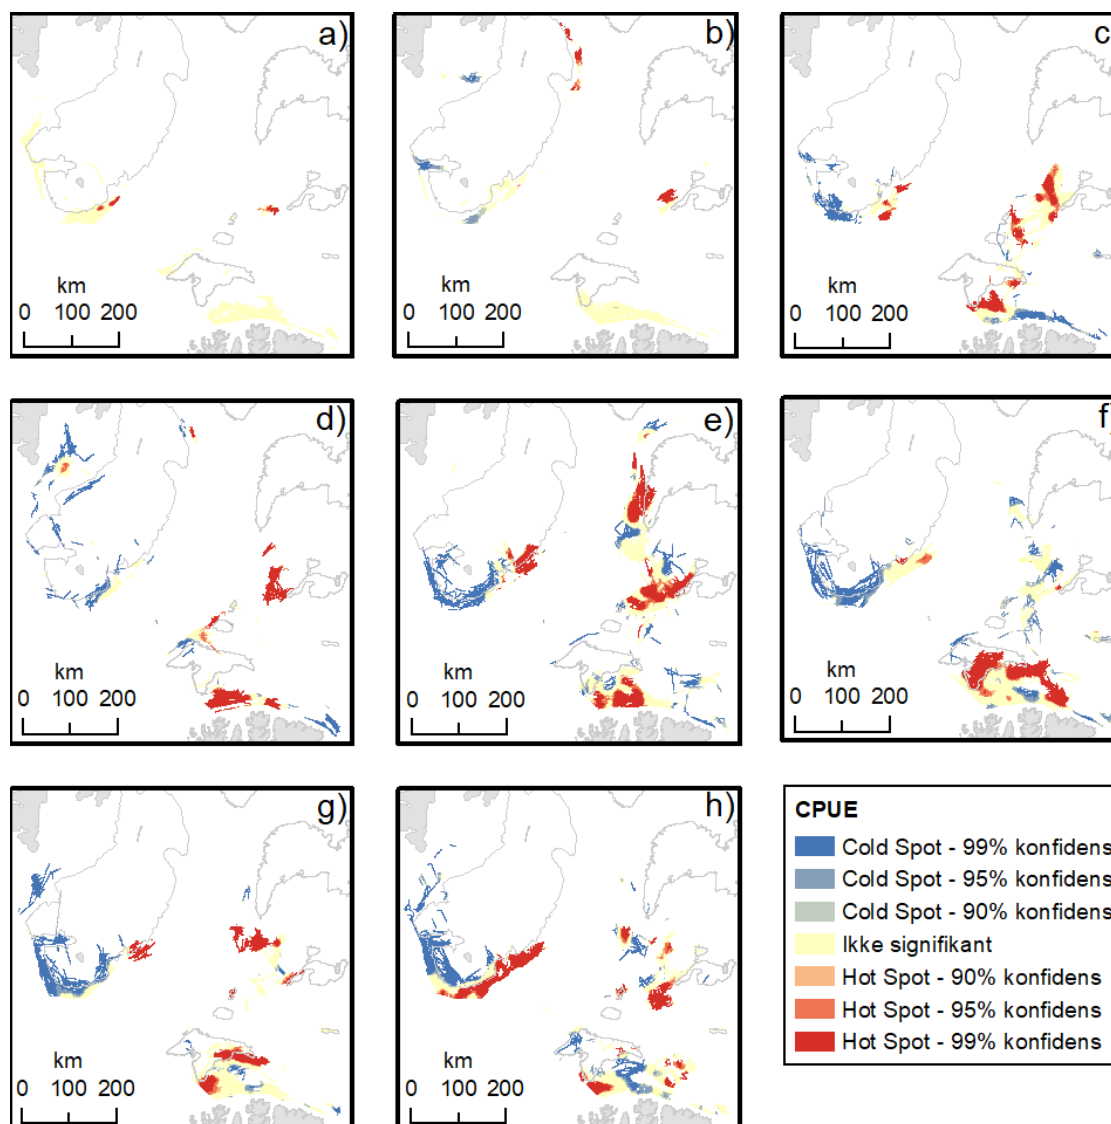 a)
km
0 100 200
b)
km
0 100 200
c
km
0 100 200
d)
km
0 100 200
e)
km
0 100 200
f)
km
0 100 200
g)
km
0 100 200
h)
km
0 100 200
CPUE
Cold Spot - 99% konfidens
Cold Spot - 95% konfidens
Cold Spot - 90% konfidens
Ikke signifikant
Hot Spot - 90% konfidens
Hot Spot - 95% konfidens
Hot Spot - 99% konfidens